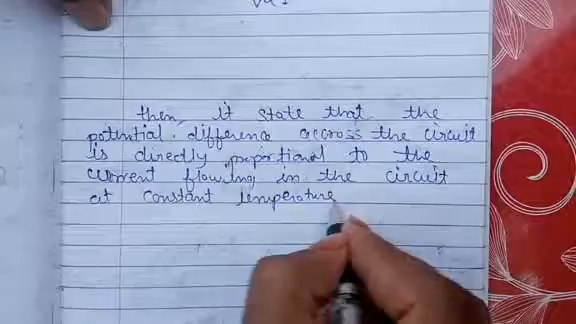 V∝I
then, it state that the
potential difference accross the circuit
is directly proportional to the
current flowing in the circuit
at constant temperature